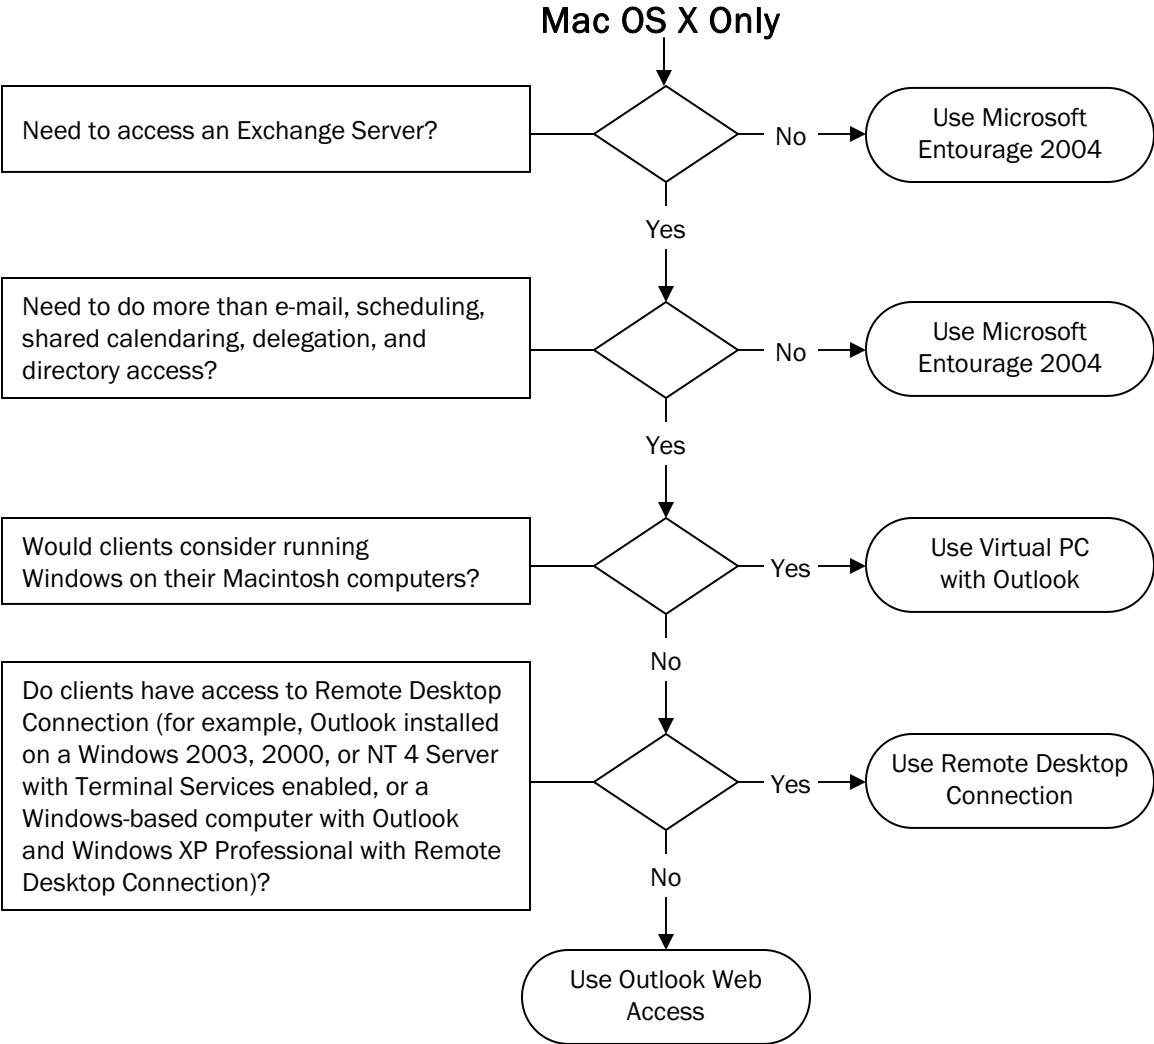 Mac OS X Only
Need to access an Exchange Server?
No
Use Microsoft
Entourage 2004
Yes
Need to do more than e-mail, scheduling,
shared calendaring, delegation, and
directory access?
No
Use Microsoft
Entourage 2004
Yes
Would clients consider running
Windows on their Macintosh computers?
Yes
Use Virtual PC
with Outlook
No
Do clients have access to Remote Desktop
Connection (for example, Outlook installed
on a Windows 2003, 2000, or NT 4 Server
with Terminal Services enabled, or a
Windows-based computer with Outlook
and Windows XP Professional with Remote
Desktop Connection)?
Yes
Use Remote Desktop
Connection
No
Use Outlook Web
Access